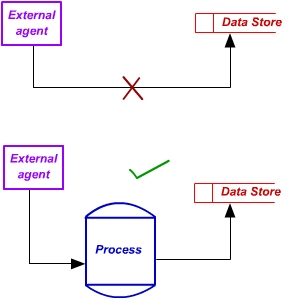 External
agent
Data Store
External
agent
Data Store
Process